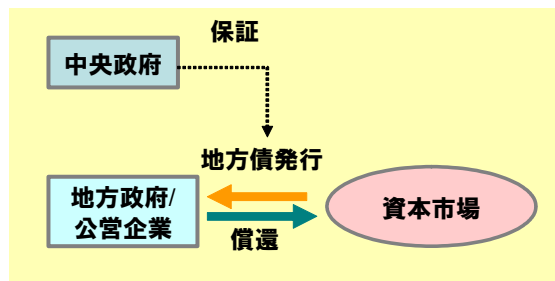 保証
中央政府
地方債発行
地方政府/
公営企業
資本市場
償還